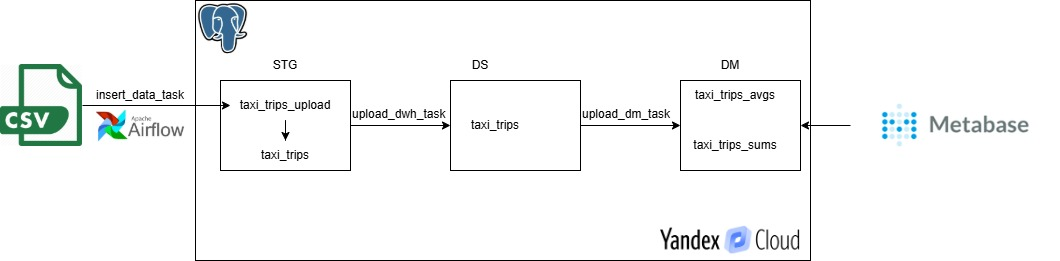 STG
DS
DM
CSV
insert_data_task
Apache
Airflow
taxi_trips_upload
taxi_trips
upload_dwh_task
taxi_trips
upload_dm_task
taxi_trips_avgs
taxi_trips_sums
Metabase
Yandex Cloud